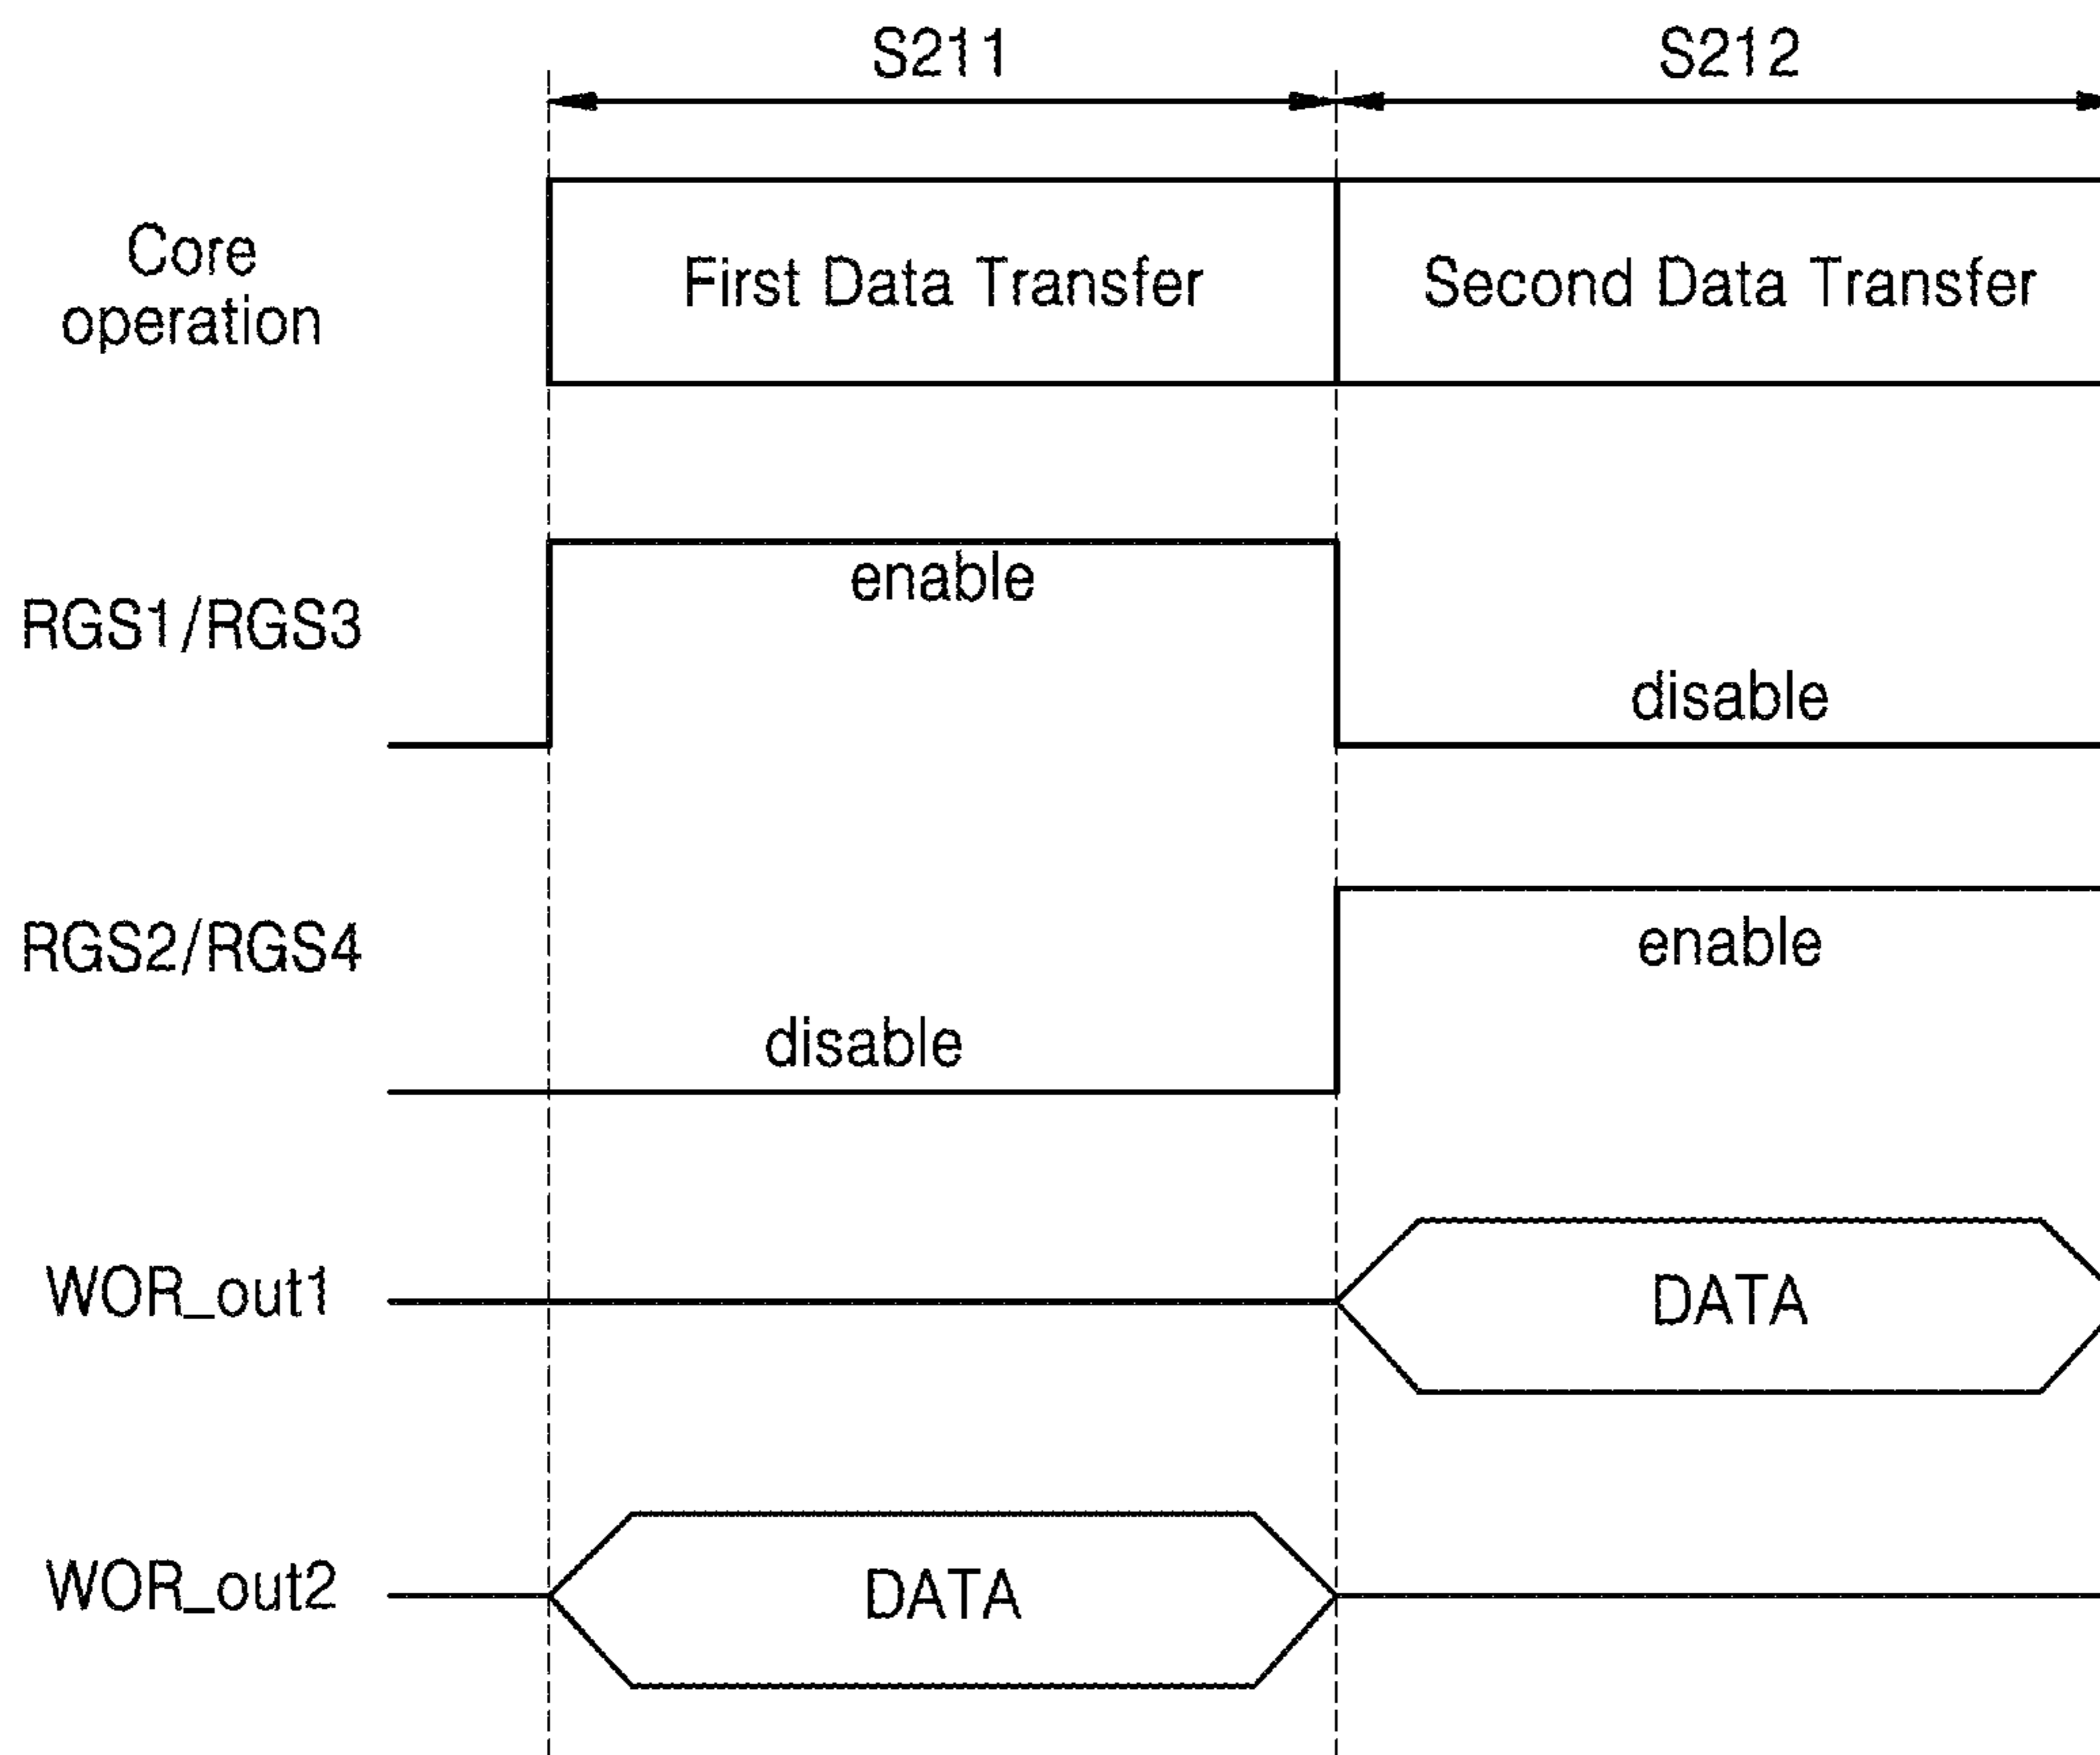 S211
S212
Core
operation
First Data Transfer
Second Data Transfer
RGS1/RGS3
enable
disable
RGS2/RGS4
disable
enable
WOR_out1
DATA
WOR_out2
DATA